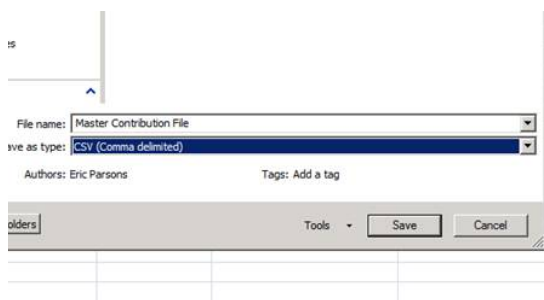 es
File name: Master Contribution File
ave as type: CSV (Comma delimited)
Authors: Eric Parsons Tags: Add a tag
olders Tools Save Cancel